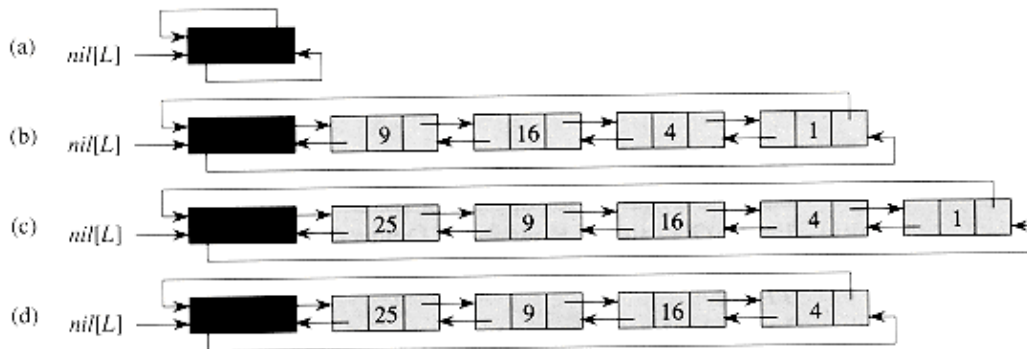 (a) nil[L]
(b) nil[L] 9 16 4 1
(c) nil[L] 25 9 16 4 1
(d) nil[L] 25 9 16 4